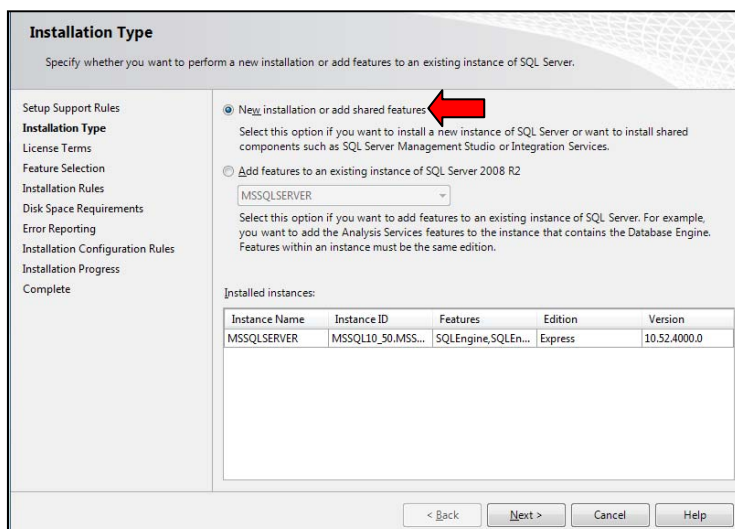 Installation Type
Specify whether you want to perform a new installation or add features to an existing instance of SQL Server.
Setup Support Rules
Installation Type
License Terms
Feature Selection
Installation Rules
Disk Space Requirements
Error Reporting
Installation Configuration Rules
Installation Progress
Complete
New installation or add shared features
Select this option if you want to install a new instance of SQL Server or want to install shared
components such as SQL Server Management Studio or Integration Services.
Add features to an existing instance of SQL Server 2008 R2
MSSQLSERVER
Select this option if you want to add features to an existing instance of SQL Server. For example,
you want to add the Analysis Services features to the instance that contains the Database Engine.
Features within an instance must be the same edition.
Installed instances:
Instance Name Instance ID Features Edition Version
MSSQLSERVER MSSQL10_50.MSS... SQLEngine,SQLEn... Express 10.52.4000.0
< Back Next > Cancel Help